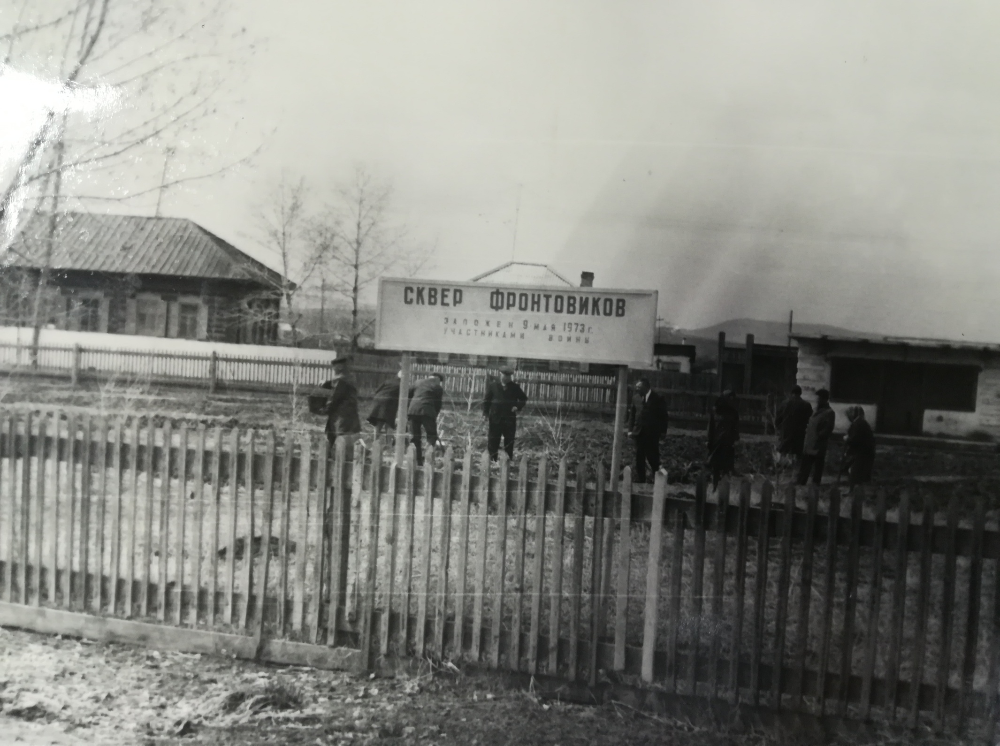 СКВЕР ФРОНТОВИКОВ
ЗАЛОЖЕН 9 МАЯ 1973 г.
УЧАСТНИКАМИ ВОЙНЫ